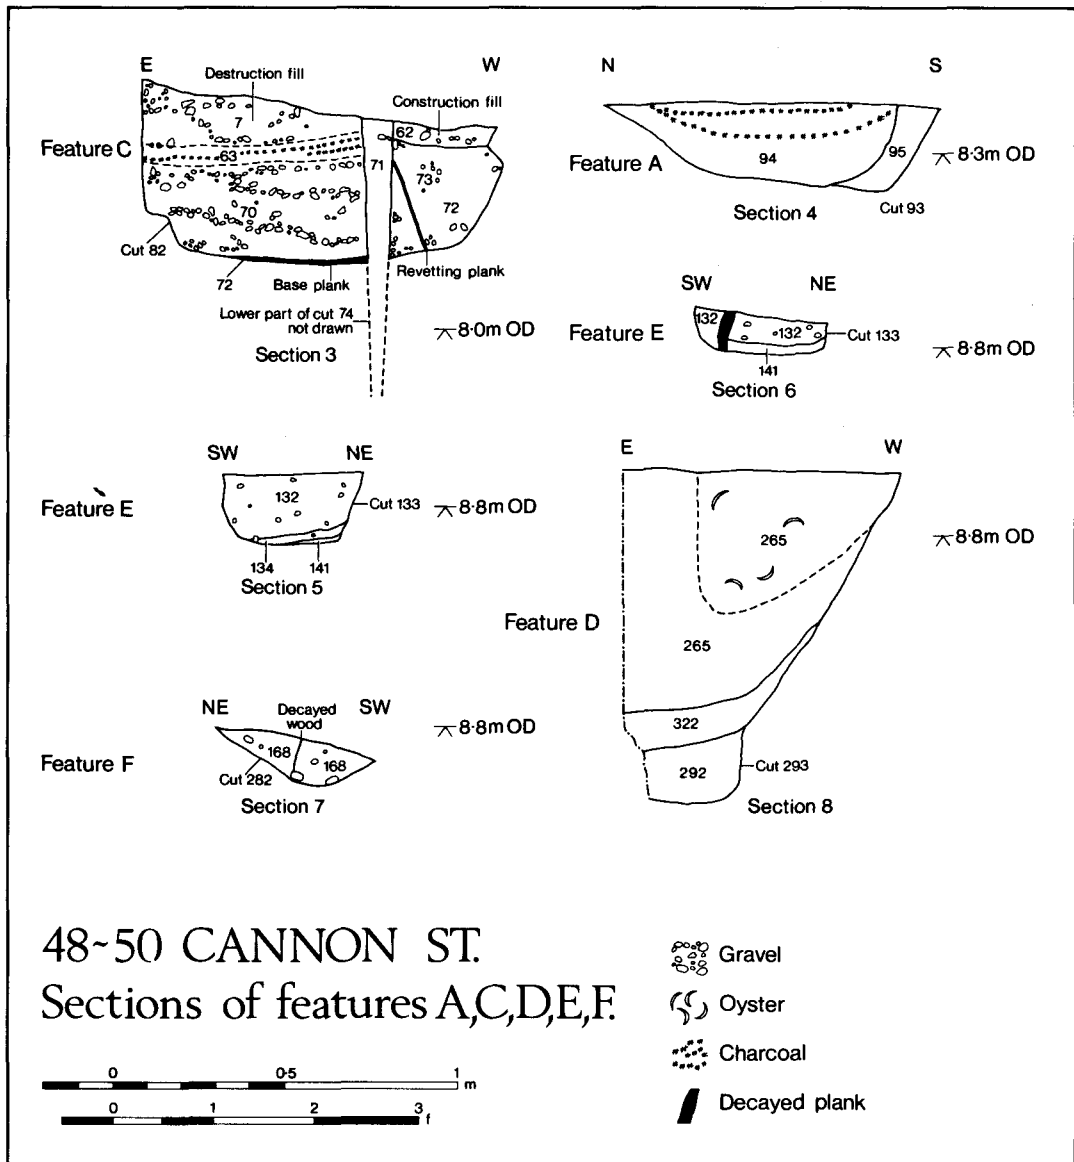 E W
Destruction fill
Construction fill
7
62
Feature C
63
71
73
70
72
Cut 82
72
Base plank
Revetting plank
Lower part of cut 74
not drawn
8·0m OD
Section 3
N S
Feature A
94
95
8·3m OD
Section 4
Cut 93
SW NE
Feature E
132
132
Cut 133
8·8m OD
141
Section 6
SW NE
Feature E
132
Cut 133
8·8m OD
134
141
Section 5
E W
265
8·8m OD
Feature D
265
322
292
Cut 293
Section 8
NE SW
Decayed
wood
8·8m OD
Feature F
168
168
Cut 282
Section 7
48~50 CANNON ST.
Sections of features A,C,D,E,F.
0 0·5 1 m
0 1 2 3 f
Gravel
Oyster
Charcoal
Decayed plank